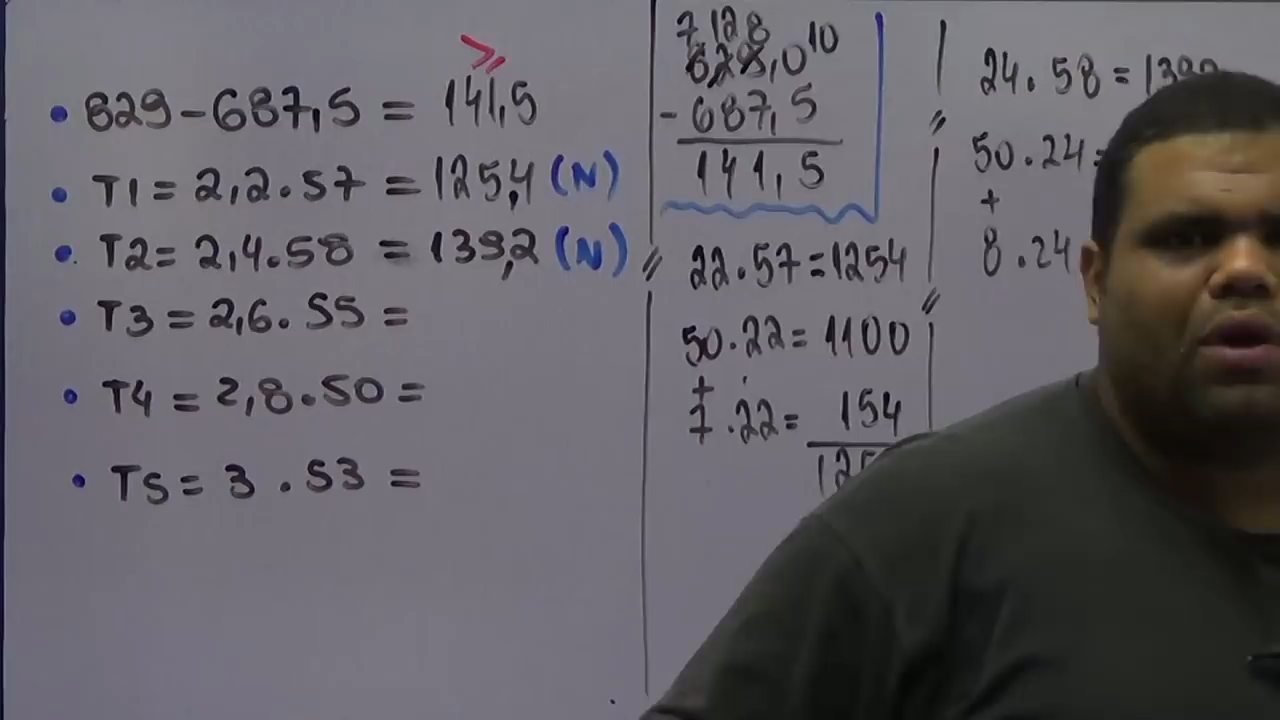 >
• 829 - 687,5 = 141,5
• T1 = 2,2 . 57 = 125,4 (N)
• T2 = 2,4 . 58 = 139,2 (N)
• T3 = 2,6 . 55 =
• T4 = 2,8 . 50 =
• T5 = 3 . 53 =
7 12 8
829,0 10
- 687,5
141,5
22 . 57 = 1254
50 . 22 = 1100
+
7 . 22 = 154
125
24 . 58 = 1392
50 . 24 =
+
8 . 24